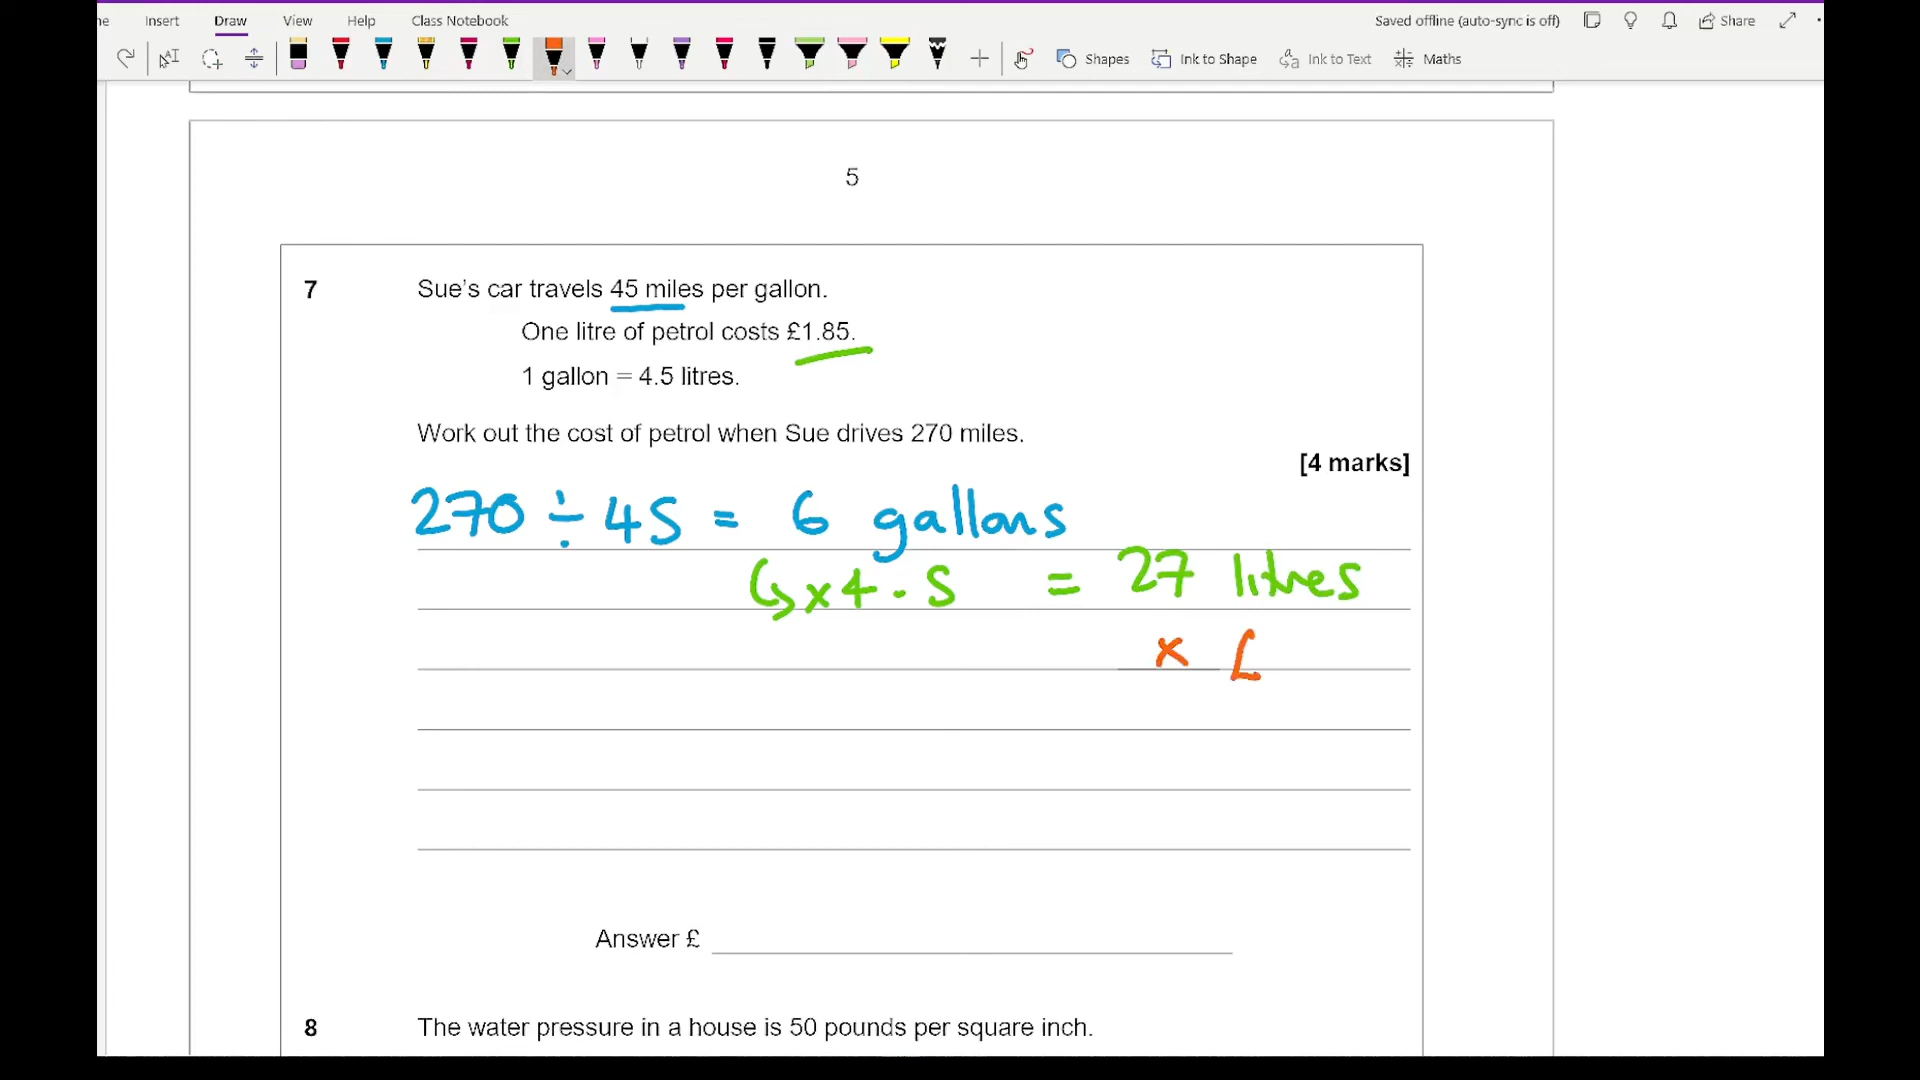 ne Insert Draw View Help Class Notebook Saved offline (auto-sync is off) Share
Shapes Ink to Shape Ink to Text Maths
5
7 Sue's car travels 45 miles per gallon.
One litre of petrol costs £1.85.
1 gallon = 4.5 litres.
Work out the cost of petrol when Sue drives 270 miles.
[4 marks]
270 ÷ 45 = 6 gallons
↪ x 4.5 = 27 litres
x £
Answer £
8 The water pressure in a house is 50 pounds per square inch.